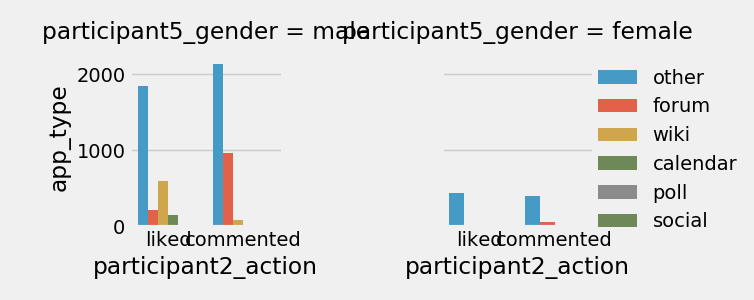 participant5_gender = male
participant5_gender = female
2000
1000
0
app_type
liked
commented
participant2_action
liked
commented
participant2_action
other
forum
wiki
calendar
poll
social